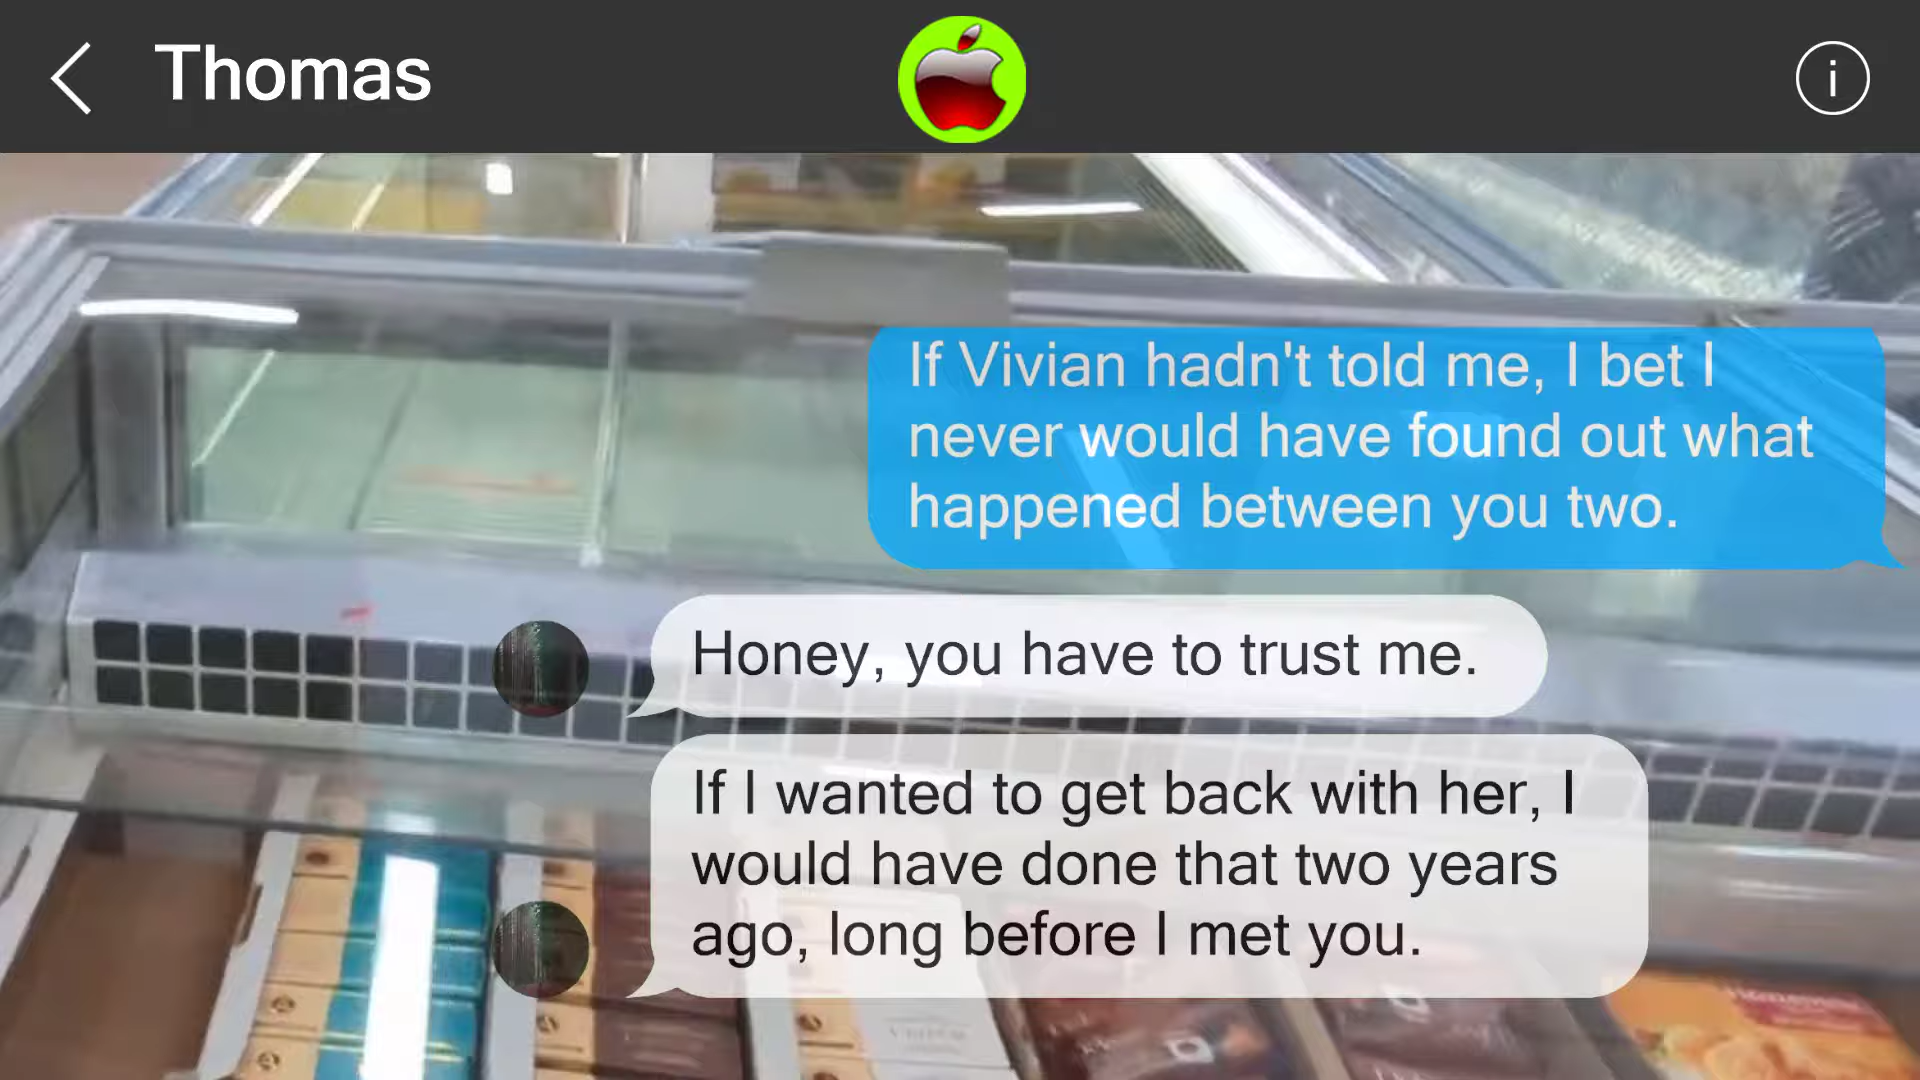 Thomas
If Vivian hadn't told me, I bet I
never would have found out what
happened between you two.
Honey, you have to trust me.
If I wanted to get back with her, I
would have done that two years
ago, long before I met you.